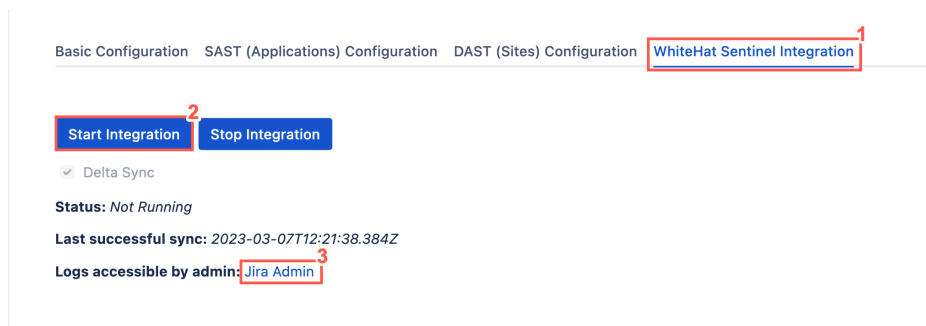 1
Basic Configuration SAST (Applications) Configuration DAST (Sites) Configuration WhiteHat Sentinel Integration
2
Start Integration Stop Integration
Delta Sync
Status: Not Running
Last successful sync: 2023-03-07T12:21:38.384Z
3
Logs accessible by admin: Jira Admin